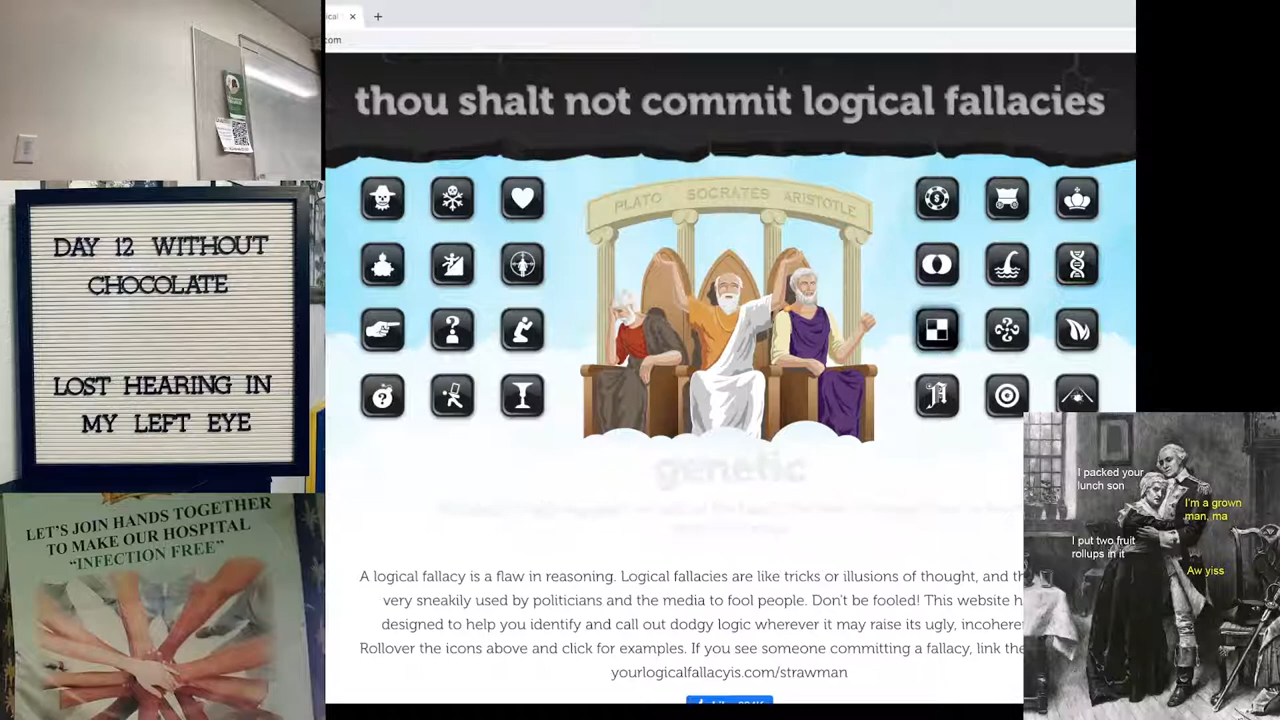 ical
com
thou shalt not commit logical fallacies
PLATO SOCRATES ARISTOTLE
genetic
A logical fallacy is a flaw in reasoning. Logical fallacies are like tricks or illusions of thought, and th
very sneakily used by politicians and the media to fool people. Don't be fooled! This website h
designed to help you identify and call out dodgy logic wherever it may raise its ugly, incohere
Rollover the icons above and click for examples. If you see someone committing a fallacy, link the
yourlogicalfallacyis.com/strawman
DAY 12 WITHOUT
CHOCOLATE
LOST HEARING IN
MY LEFT EYE
LET'S JOIN HANDS TOGETHER
TO MAKE OUR HOSPITAL
"INFECTION FREE"
I packed your
lunch son
I'm a grown
man, ma
I put two fruit
rollups in it
Aw yiss